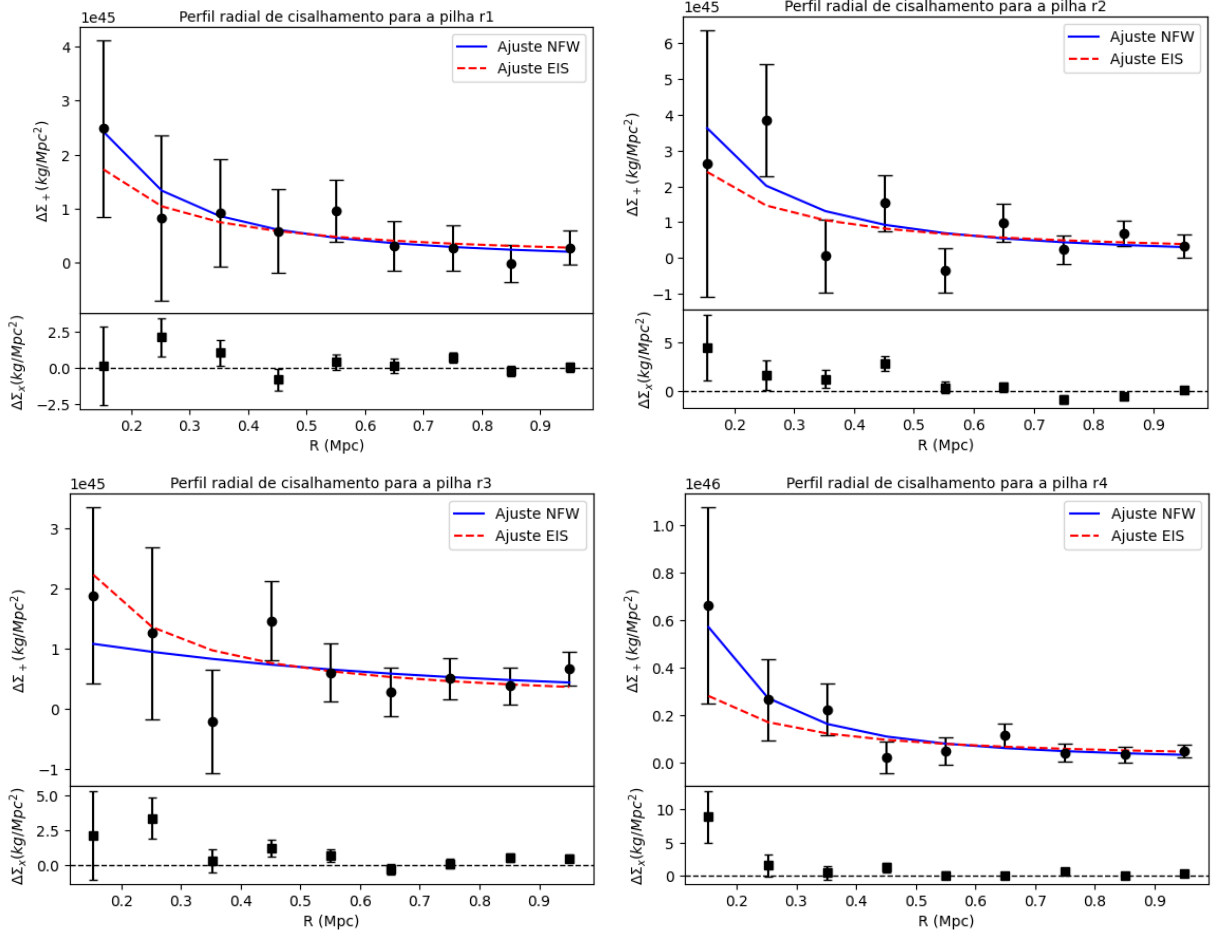 Perfil radial de cisalhamento para a pilha r1
1e45
Ajuste NFW
Ajuste EIS
4
3
2
1
0
ΔΣ₊ (kg/Mpc²)
2.5
0.0
−2.5
ΔΣₓ(kg/Mpc²)
0.2 0.3 0.4 0.5 0.6 0.7 0.8 0.9
R (Mpc)
Perfil radial de cisalhamento para a pilha r2
1e45
Ajuste NFW
Ajuste EIS
6
5
4
3
2
1
0
−1
ΔΣ₊ (kg/Mpc²)
5
0
ΔΣₓ(kg/Mpc²)
0.2 0.3 0.4 0.5 0.6 0.7 0.8 0.9
R (Mpc)
Perfil radial de cisalhamento para a pilha r3
1e45
Ajuste NFW
Ajuste EIS
3
2
1
0
−1
ΔΣ₊ (kg/Mpc²)
5.0
2.5
0.0
ΔΣₓ(kg/Mpc²)
0.2 0.3 0.4 0.5 0.6 0.7 0.8 0.9
R (Mpc)
Perfil radial de cisalhamento para a pilha r4
1e46
Ajuste NFW
Ajuste EIS
1.0
0.8
0.6
0.4
0.2
0.0
ΔΣ₊ (kg/Mpc²)
10
5
0
ΔΣₓ(kg/Mpc²)
0.2 0.3 0.4 0.5 0.6 0.7 0.8 0.9
R (Mpc)